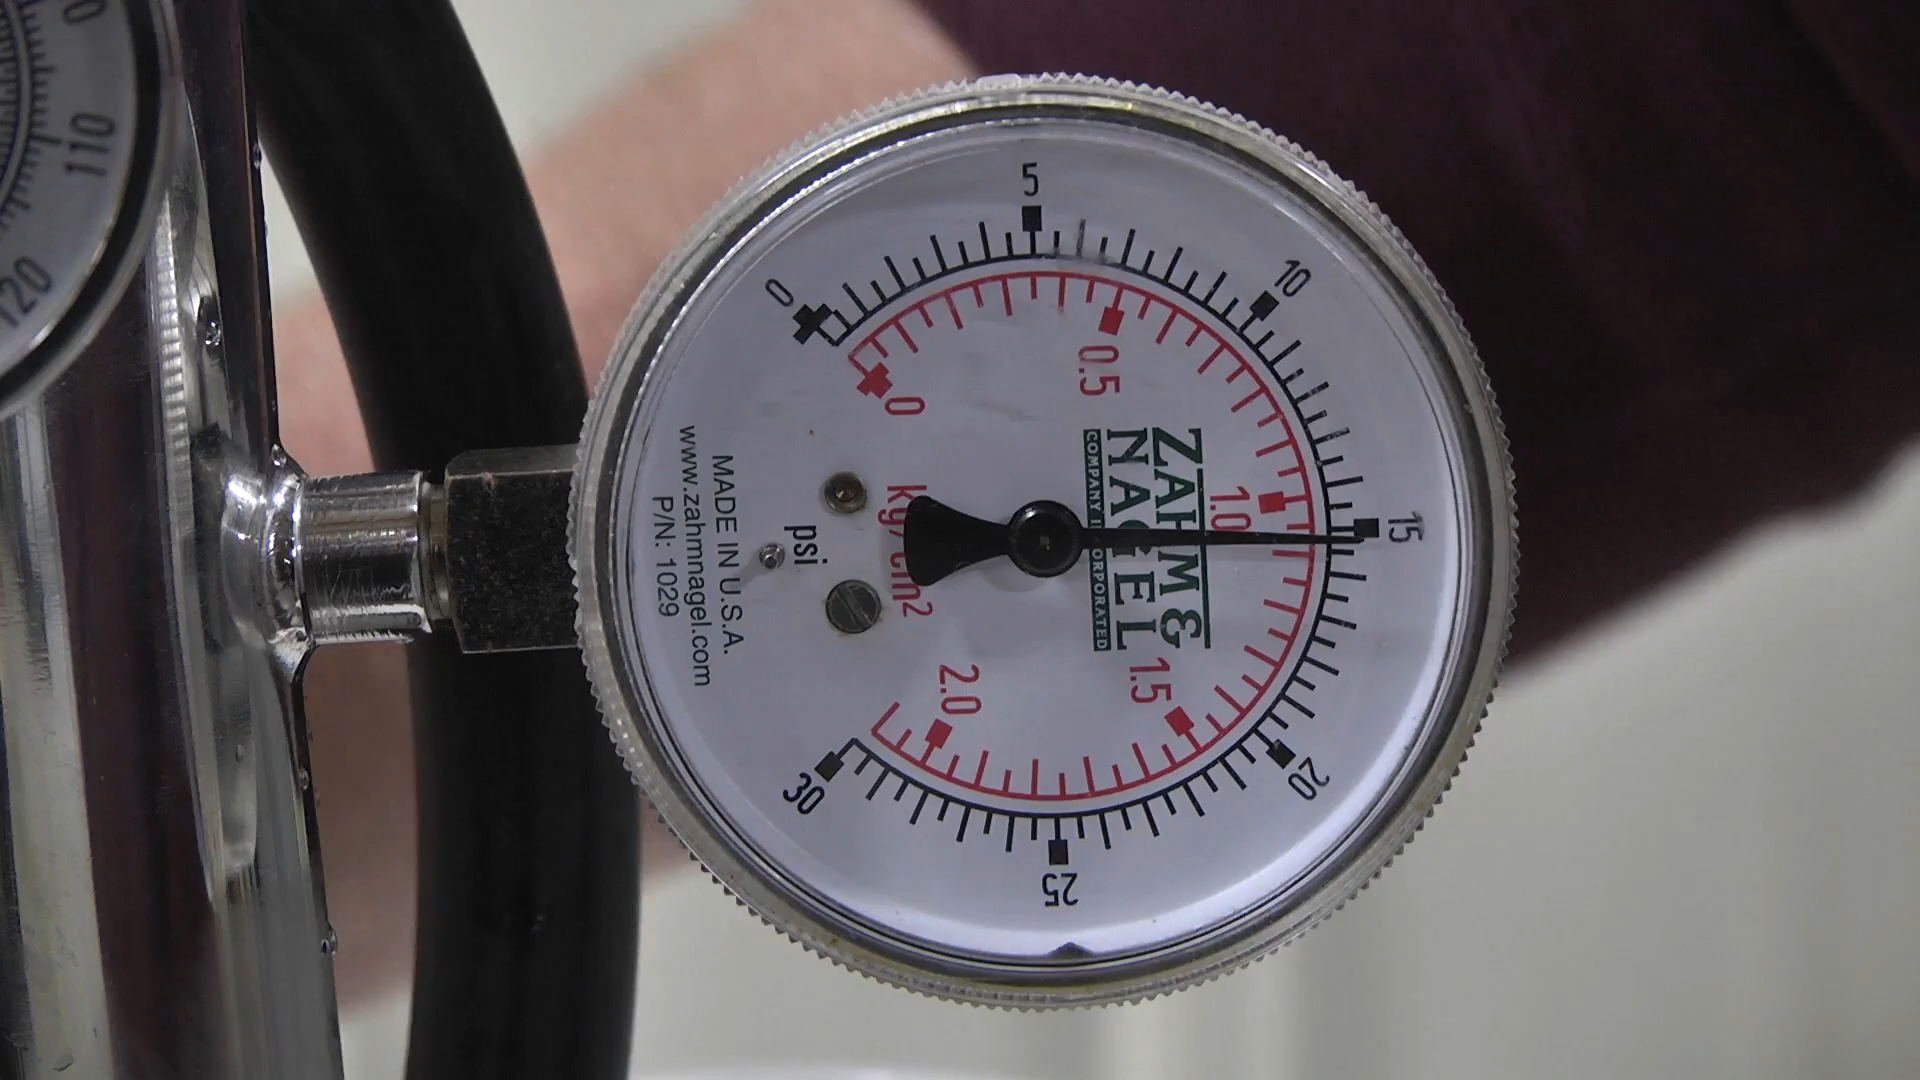 110
120
0
5
10
15
20
25
30
0
0.5
1.0
1.5
2.0
kg/cm2
psi
ZAHM &
NAGEL
COMPANY INCORPORATED
MADE IN U.S.A.
www.zahmnagel.com
P/N: 1029